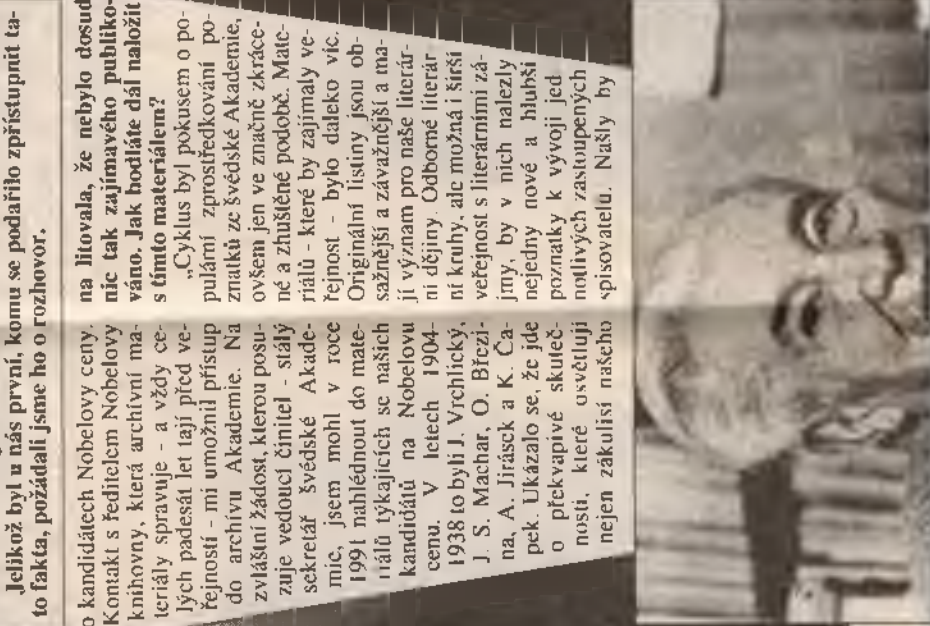 Jelikož byl u nás první, komu se podařilo zpřístupnit ta-
to fakta, požádali jsme ho o rozhovor.
o kandidátech Nobelovy ceny.
Kontakt s ředitelem Nobelovy
knihovny, která archívní ma-
teriály spravuje - a vždy ce-
lých padesát let tají před ve-
řejností - mi umožnil přístup
do archívu Akademie. Na
zvláštní žádost, kterou posu-
zuje vedoucí činitel - stálý
sekretář švédské Akade-
mie, jsem mohl v roce
1991 nahlédnout do mate-
riálů týkajících se našich
kandidátů na Nobelovu
cenu. V letech 1904-
1938 to byli J. Vrchlický,
J. S. Machar, O. Březi-
na, A. Jirásek a K. Ča-
pek. Ukázalo se, že jde
o překvapivé skuteč-
nosti, které osvětlují
nejen zákulisí našeho
na litovala, že nebylo dosud
nic tak zajímavého publiko-
váno. Jak hodláte dál naložit
s tímto materiálem?
„Cyklus byl pokusem o po-
pulární zprostředkování po-
znatků ze švédské Akademie,
ovšem jen ve značně zkráce-
né a zhuštěné podobě. Mate-
riálu - které by zajímaly ve-
řejnost - bylo daleko víc.
Originální listiny jsou ob-
sažnější a závažnější a ma-
jí význam pro naše literár-
ní dějiny. Odborné literár
ní kruhy, ale možná i širší
veřejnost s literárními zá-
jmy, by v nich nalezly
nejedny nové a hlubší
poznatky k vývoji jed
notlivých zastoupených
spisovatelu. Našly by